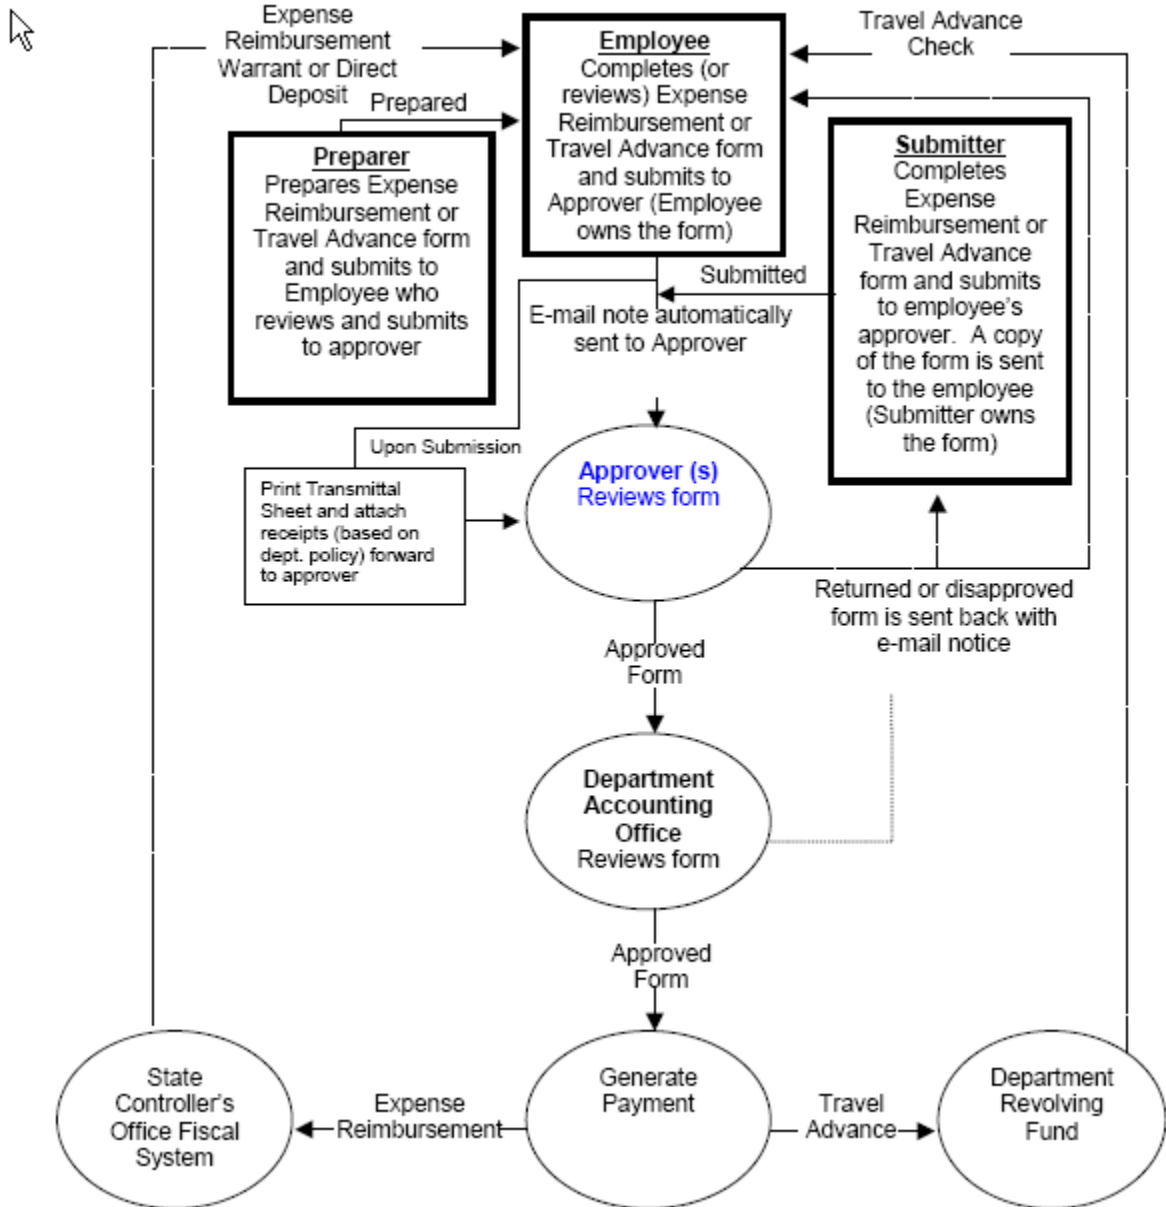 Expense
Reimbursement
Warrant or Direct
Deposit
Prepared
Employee
Completes (or
reviews) Expense
Reimbursement or
Travel Advance form
and submits to
Approver (Employee
owns the form)
Travel Advance
Check
Preparer
Prepares Expense
Reimbursement or
Travel Advance form
and submits to
Employee who
reviews and submits
to approver
Submitter
Completes
Expense
Reimbursement or
Travel Advance
form and submits
to employee's
approver. A copy
of the form is sent
to the employee
(Submitter owns
the form)
Submitted
E-mail note automatically
sent to Approver
Upon Submission
Print Transmittal
Sheet and attach
receipts (based on
dept. policy) forward
to approver
Approver (s)
Reviews form
Returned or disapproved
form is sent back with
e-mail notice
Approved
Form
Department
Accounting
Office
Reviews form
Approved
Form
State
Controller's
Office Fiscal
System
Expense
Reimbursement
Generate
Payment
Travel
Advance
Department
Revolving
Fund